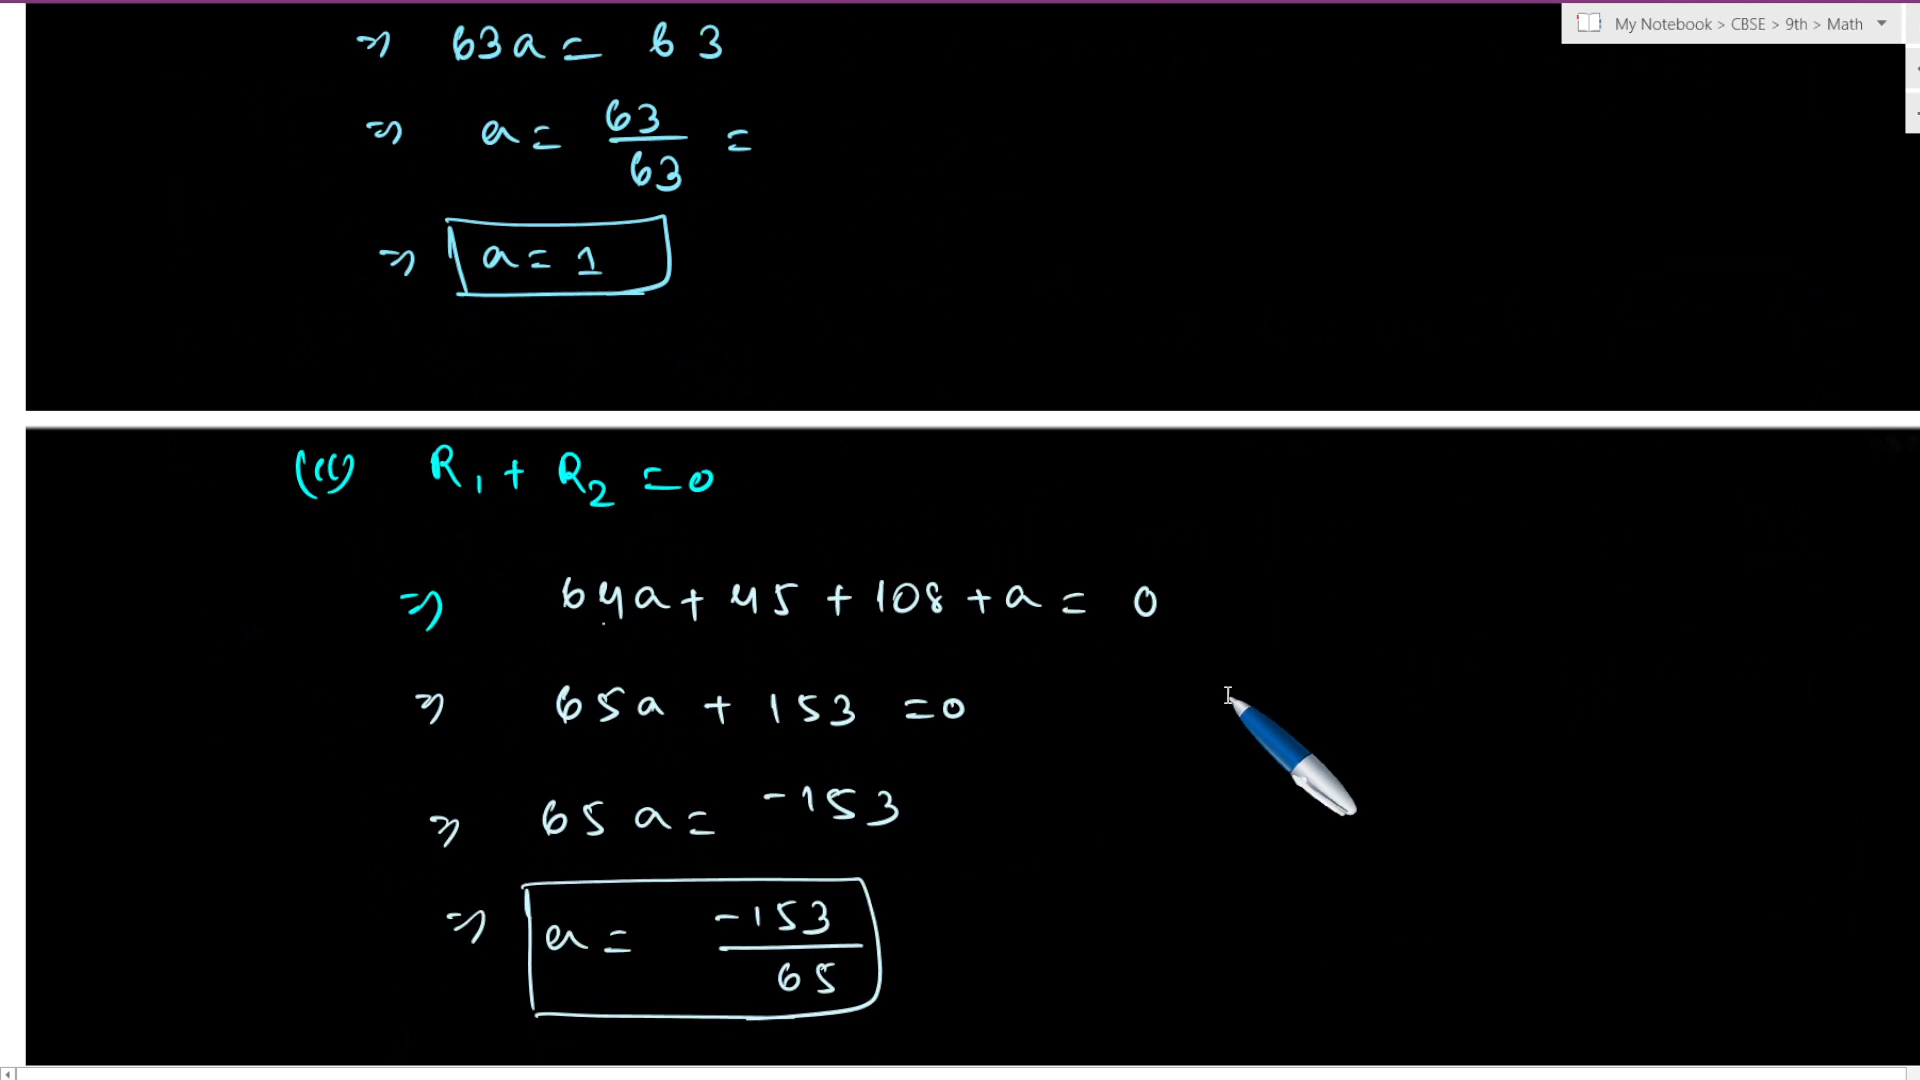 My Notebook > CBSE > 9th > Math
⇒ 63a = 63
⇒ a = 63/63 =
⇒ a = 1
(ii) R₁ + R₂ = 0
⇒ 64a + 45 + 108 + a = 0
⇒ 65a + 153 = 0
⇒ 65a = -153
⇒ a = -153/65